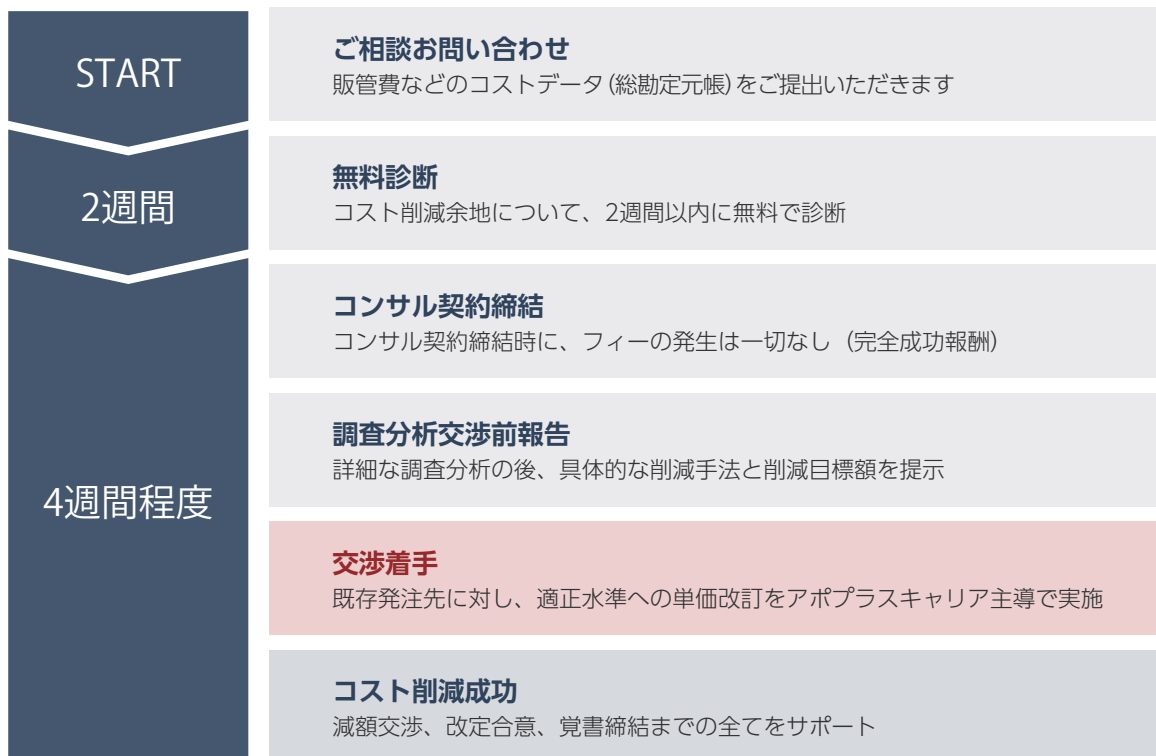 START
ご相談お問い合わせ
販管費などのコストデータ(総勘定元帳)をご提出いただきます
2週間
無料診断
コスト削減余地について、2週間以内に無料で診断
4週間程度
コンサル契約締結
コンサル契約締結時に、フィーの発生は一切なし（完全成功報酬）
調査分析交渉前報告
詳細な調査分析の後、具体的な削減手法と削減目標額を提示
交渉着手
既存発注先に対し、適正水準への単価改訂をアポプラスキャリア主導で実施
コスト削減成功
減額交渉、改定合意、覚書締結までの全てをサポート